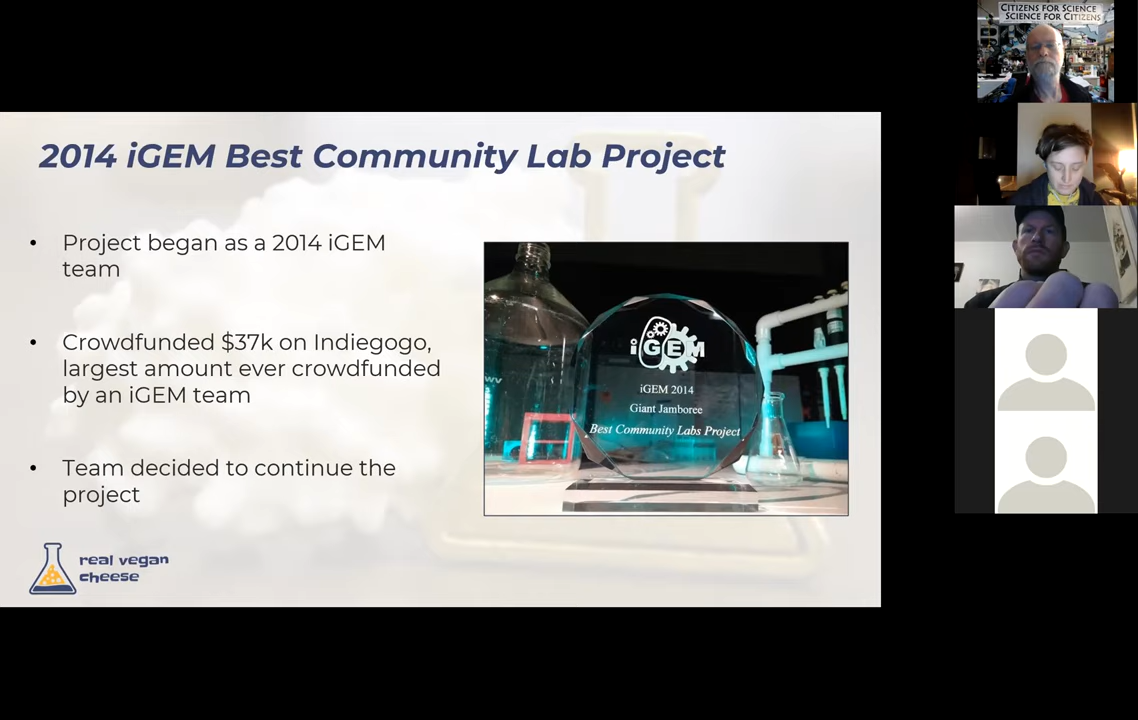 CITIZENS FOR SCIENCE
SCIENCE FOR CITIZENS
2014 iGEM Best Community Lab Project
• Project began as a 2014 iGEM
team
• Crowdfunded $37k on Indiegogo,
largest amount ever crowdfunded
by an iGEM team
• Team decided to continue the
project
iGEM
iGEM 2014
Giant Jamboree
Best Community Labs Project
real vegan
cheese